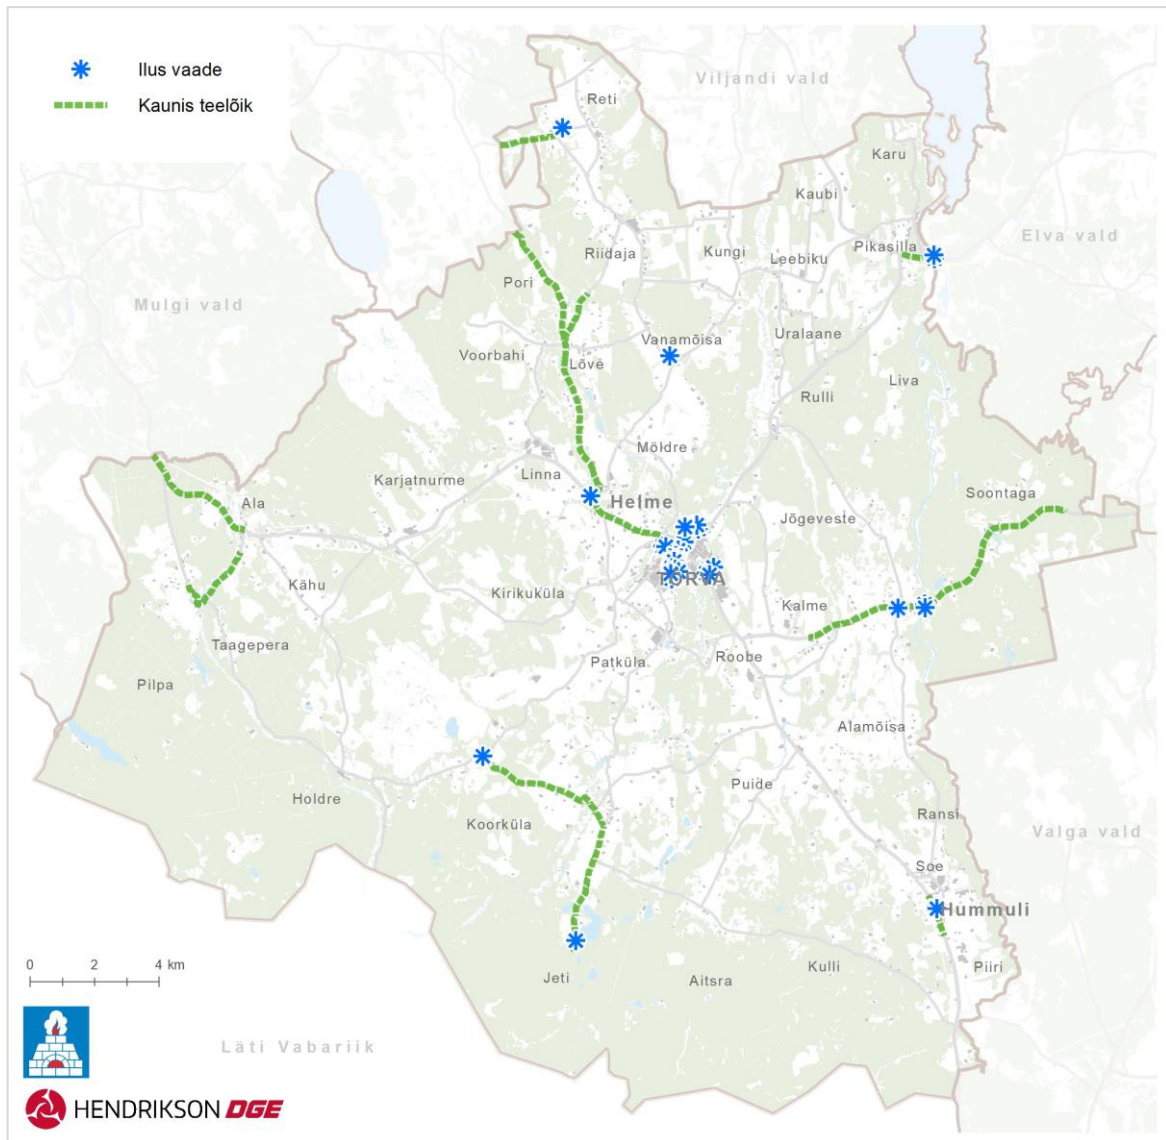 Ilus vaade
Kaunis teelõik
Viljandi vald
Reti
Karu
Kaubi
Elva vald
Pikasilla
Riidaja
Kungi
Leebiku
Pori
Mulgi vald
Uralaane
Vanamõisa
Voorbahi
Lõve
Liva
Rulli
Möldre
Linna
Karjatnurme
Soontaga
Helme
Ala
Jõgeveste
TÕRVA
Kähu
Kirikuküla
Kalme
Taagepera
Roobe
Patküla
Pilpa
Alamõisa
Puide
Holdre
Ransi
Koorküla
Valga vald
Soe
Hummuli
0 2 4 km
Kulli
Piiri
Jeti
Aitsra
Läti Vabariik
HENDRIKSON DGE